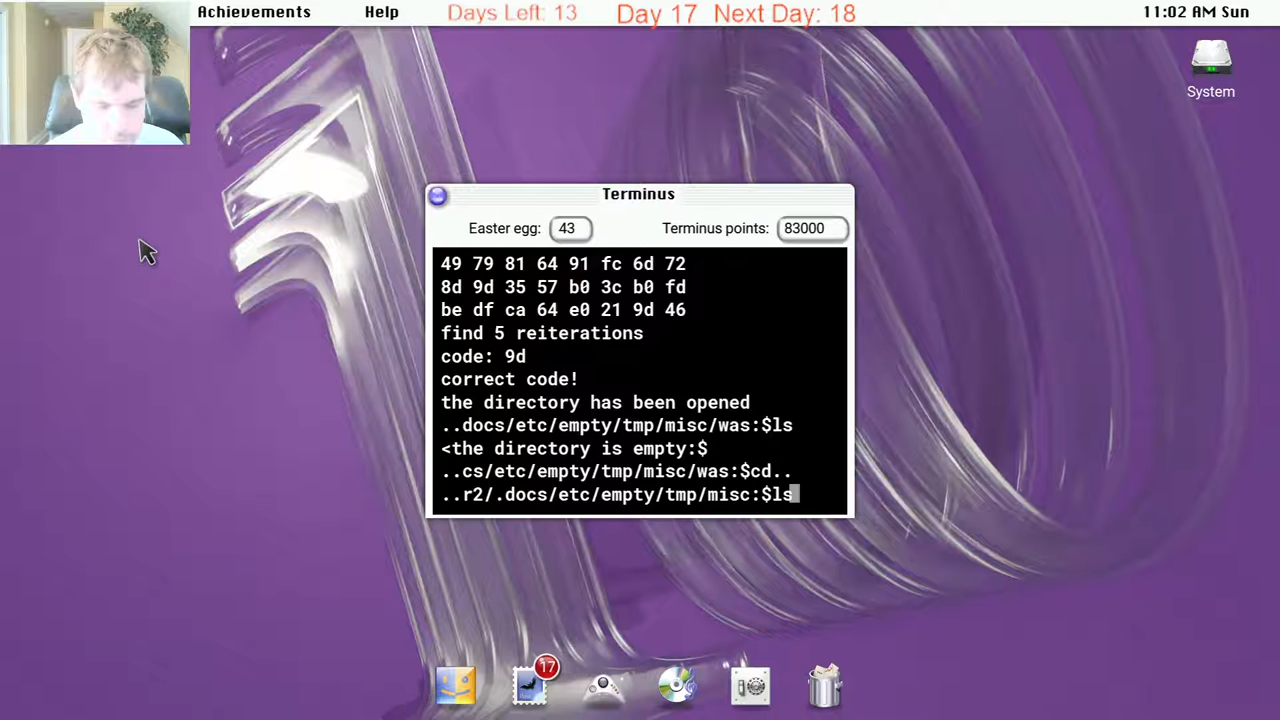 Achievements Help Days Left: 13 Day 17 Next Day: 18 11:02 AM Sun
System
Terminus
Easter egg: 43 Terminus points: 83000
49 79 81 64 91 fc 6d 72
8d 9d 35 57 b0 3c b0 fd
be df ca 64 e0 21 9d 46
find 5 reiterations
code: 9d
correct code!
the directory has been opened
..docs/etc/empty/tmp/misc/was:$ls
<the directory is empty:$
..cs/etc/empty/tmp/misc/was:$cd..
..r2/.docs/etc/empty/tmp/misc:$ls
17